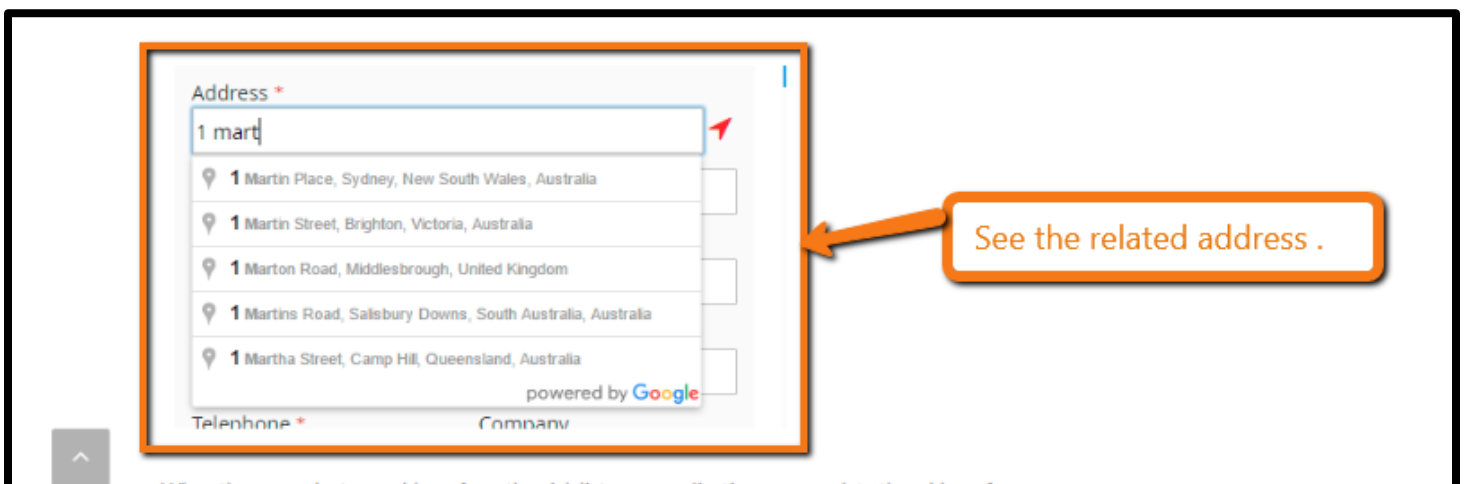 Address *
1 mart
1 Martin Place, Sydney, New South Wales, Australia
1 Martin Street, Brighton, Victoria, Australia
1 Marton Road, Middlesbrough, United Kingdom
1 Martins Road, Salisbury Downs, South Australia, Australia
1 Martha Street, Camp Hill, Queensland, Australia
powered by Google
Telephone * Company
See the related address .